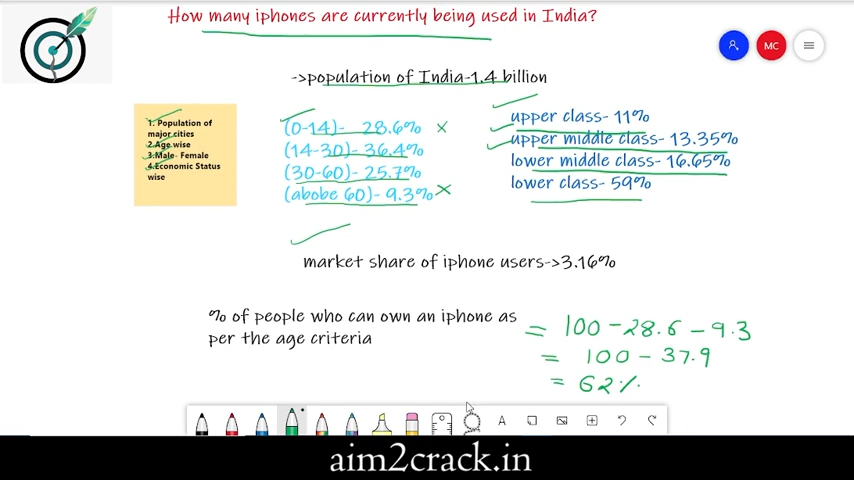 How many iphones are currently being used in India?
MC
->population of India-1.4 billion
1. Population of
major cities
2.Age wise
3.Male- Female
4.Economic Status
wise
(0-14)- 28.6% x
(14-30)- 36.4%
(30-60)- 25.7%
(abobe 60)- 9.3% x
upper class- 11%
upper middle class- 13.35%
lower middle class- 16.65%
lower class- 59%
market share of iphone users->3.16%
% of people who can own an iphone as
per the age criteria
= 100 - 28.6 - 9.3
= 100 - 37.9
= 62%
A
aim2crack.in